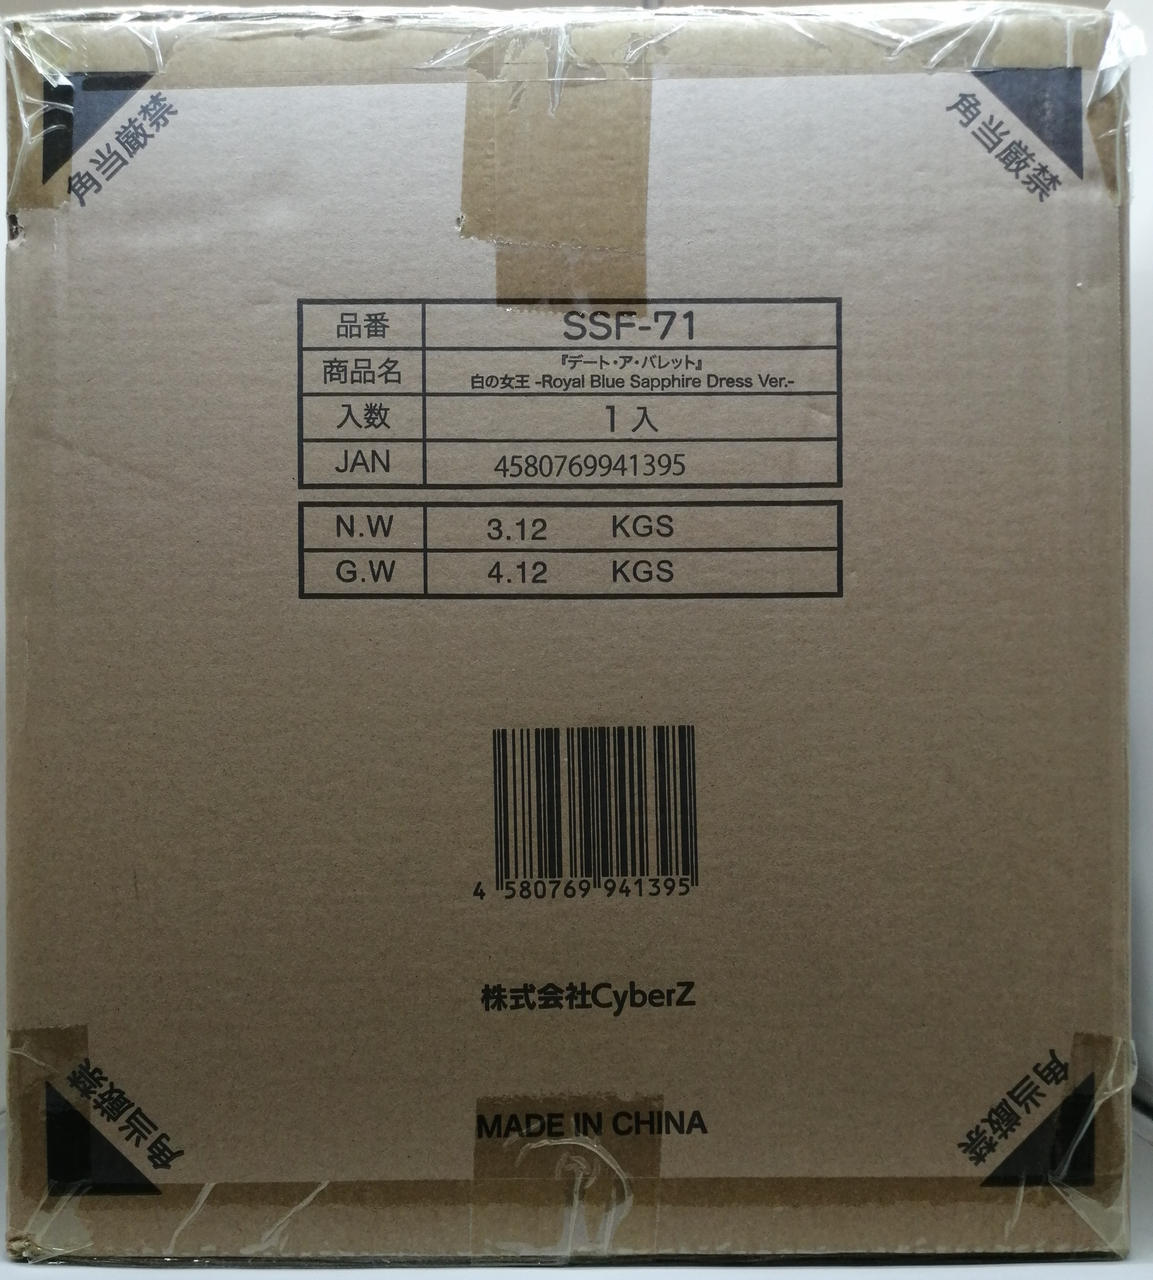 角当厳禁
角当厳禁
品番 SSF-71
商品名 『デート・ア・バレット』
白の女王 -Royal Blue Sapphire Dress Ver.-
入数 1 入
JAN 4580769941395
N.W 3.12 KGS
G.W 4.12 KGS
4 580769 941395
株式会社CyberZ
角当厳禁
角当厳禁
MADE IN CHINA